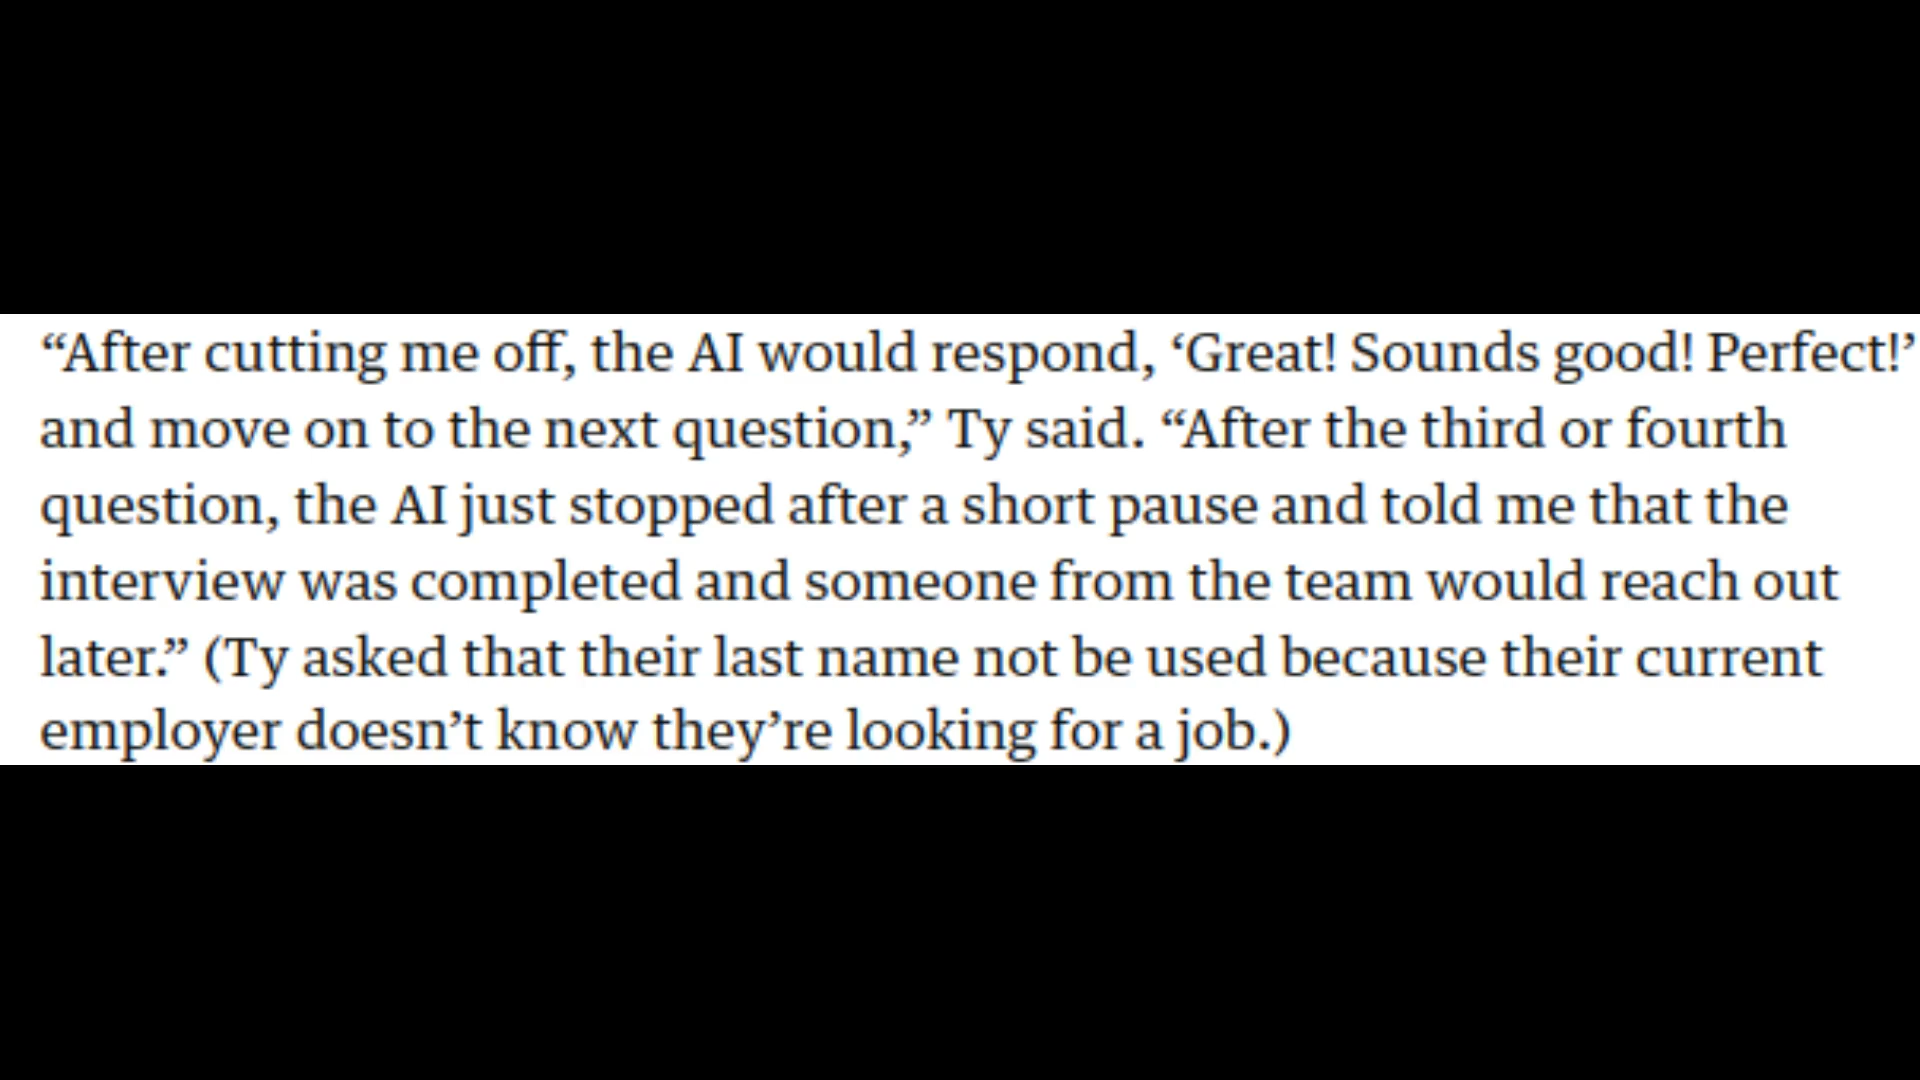 “After cutting me off, the AI would respond, ‘Great! Sounds good! Perfect!’
and move on to the next question,” Ty said. “After the third or fourth
question, the AI just stopped after a short pause and told me that the
interview was completed and someone from the team would reach out
later.” (Ty asked that their last name not be used because their current
employer doesn’t know they’re looking for a job.)